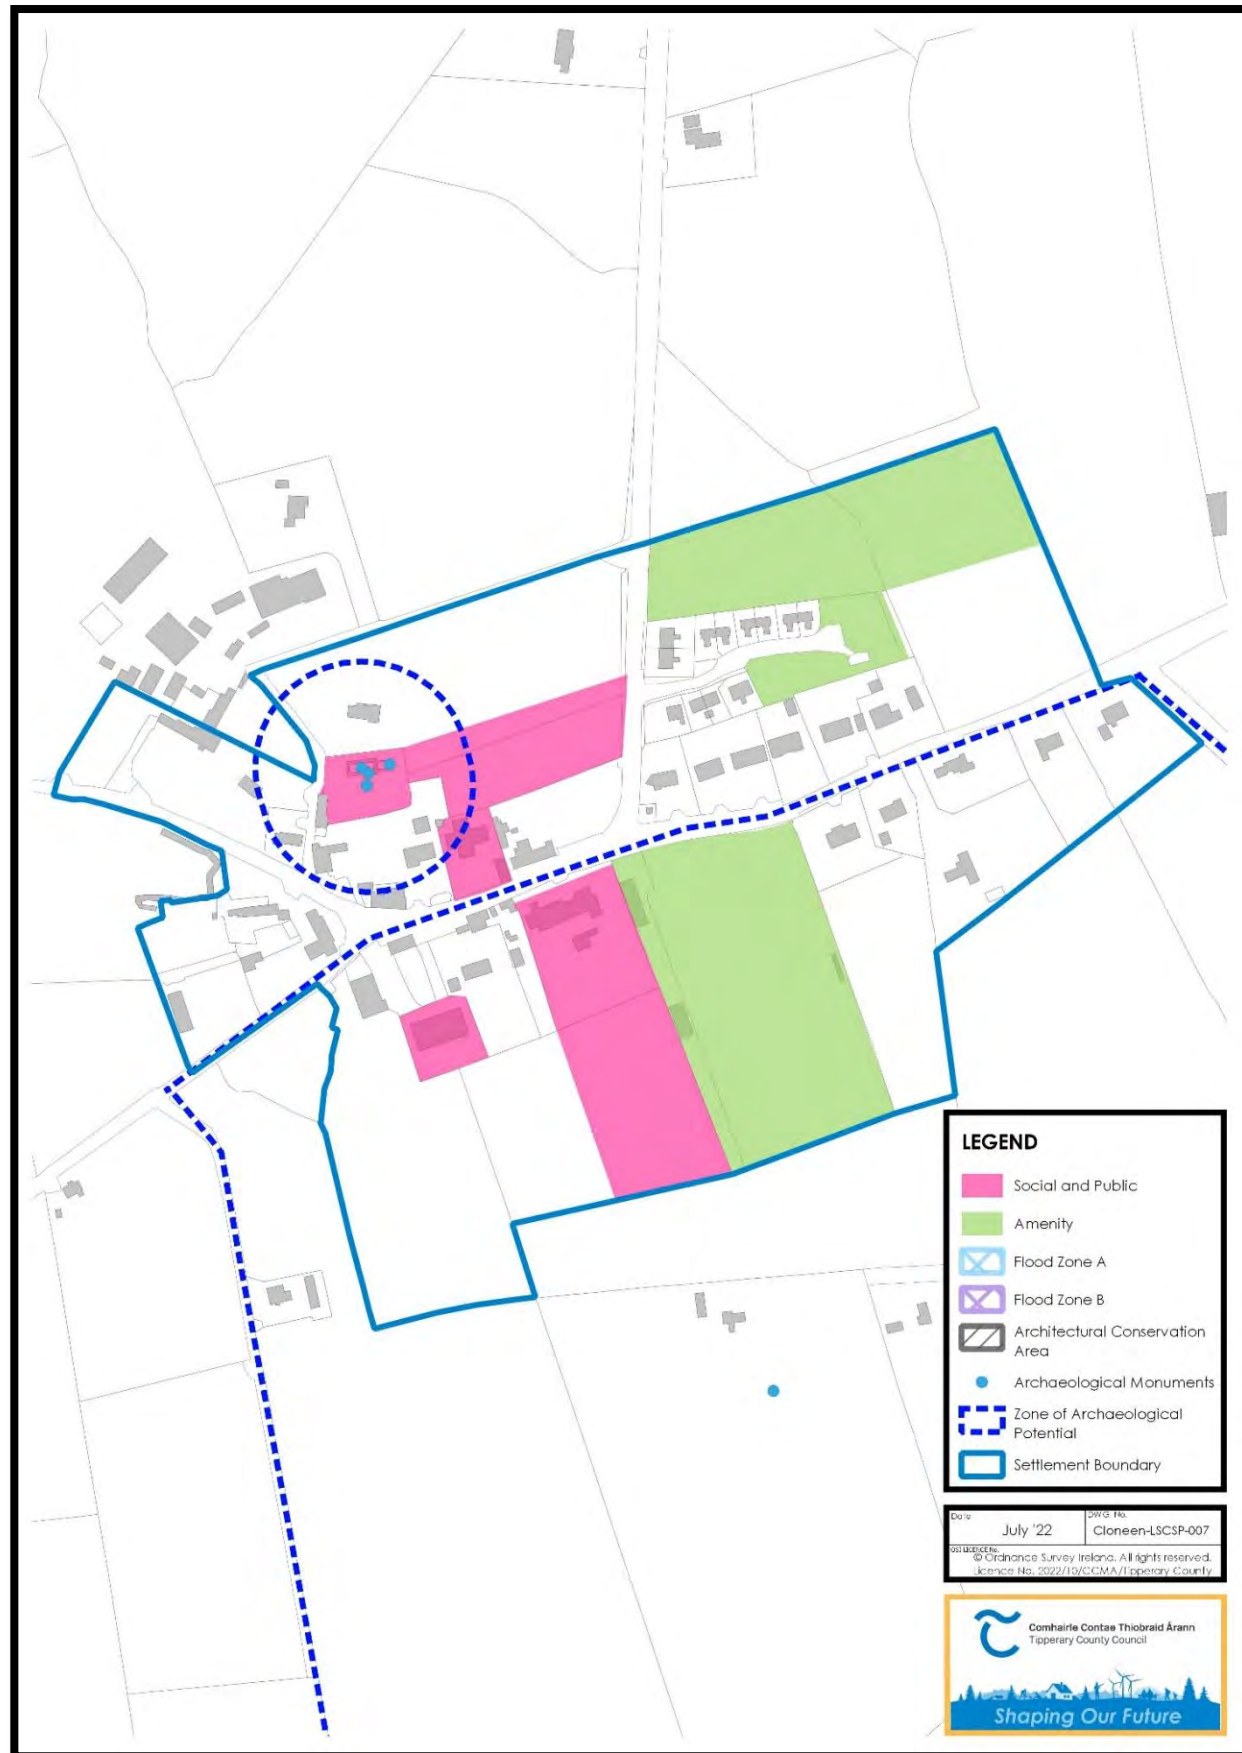 LEGEND
Social and Public
Amenity
Flood Zone A
Flood Zone B
Architectural Conservation
Area
Archaeological Monuments
Zone of Archaeological
Potential
Settlement Boundary
Date
July '22
DWG. No.
Cloneen-LSCSP-007
OSI LICENCE No.
© Ordnance Survey Ireland. All rights reserved.
Licence No. 2022/10/CCMA/Tipperary County
Comhairle Contae Thiobraid Árann
Tipperary County Council
Shaping Our Future